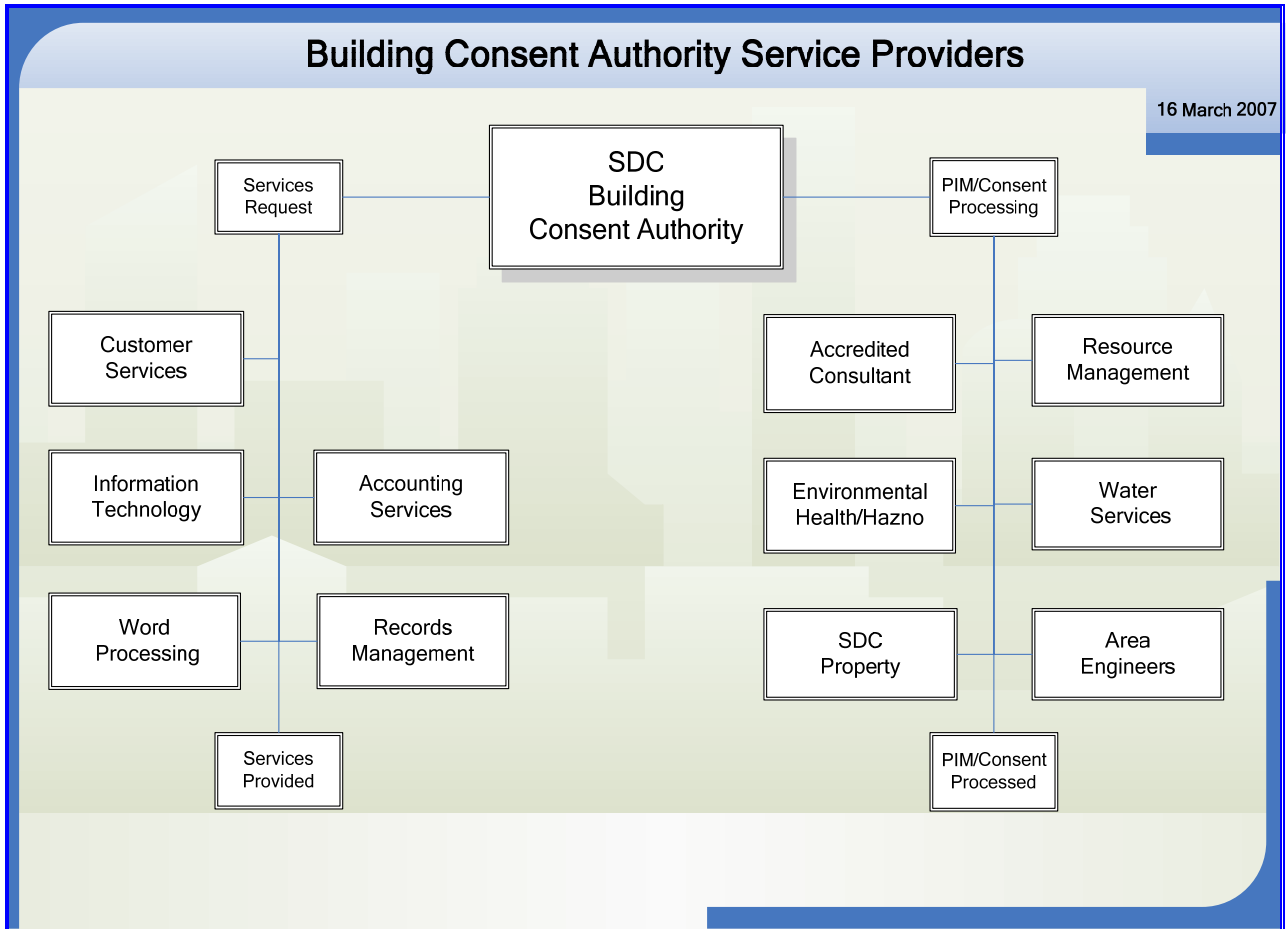 Building Consent Authority Service Providers
16 March 2007
SDC
Building
Consent Authority
Services
Request
PIM/Consent
Processing
Customer
Services
Accredited
Consultant
Resource
Management
Information
Technology
Accounting
Services
Environmental
Health/Hazno
Water
Services
Word
Processing
Records
Management
SDC
Property
Area
Engineers
Services
Provided
PIM/Consent
Processed